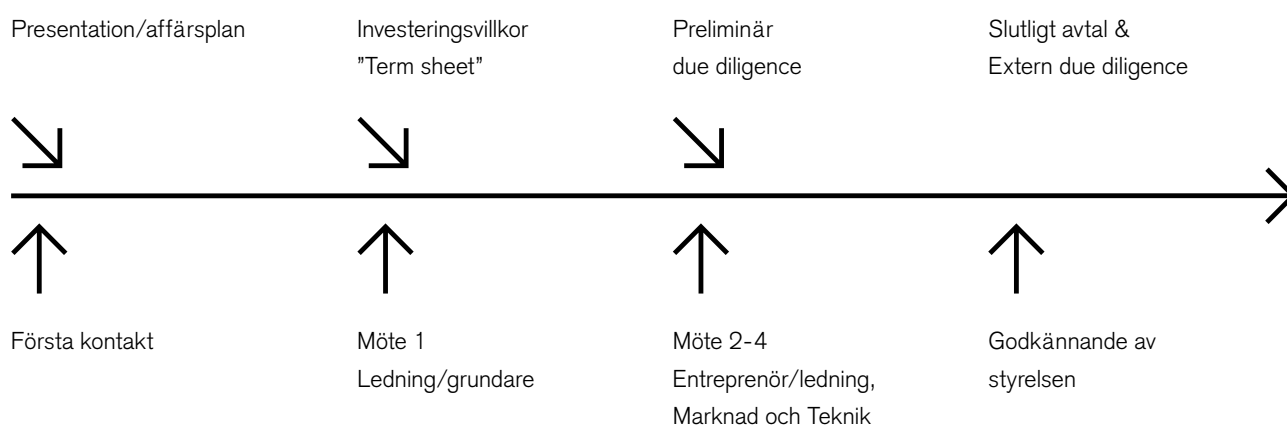 Presentation/affärsplan
Investeringsvillkor
”Term sheet”
Preliminär
due diligence
Slutligt avtal &
Extern due diligence
Första kontakt
Möte 1
Ledning/grundare
Möte 2-4
Entreprenör/ledning,
Marknad och Teknik
Godkännande av
styrelsen